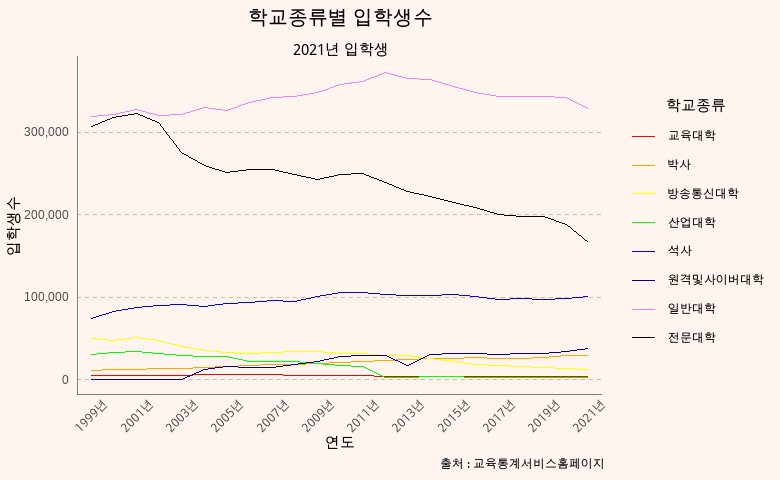 학교종류별 입학생수
2021년 입학생
입학생수
300,000
200,000
100,000
0
1999년
2001년
2003년
2005년
2007년
2009년
2011년
2013년
2015년
2017년
2019년
2021년
연도
학교종류
교육대학
박사
방송통신대학
산업대학
석사
원격및사이버대학
일반대학
전문대학
출처 : 교육통계서비스홈페이지